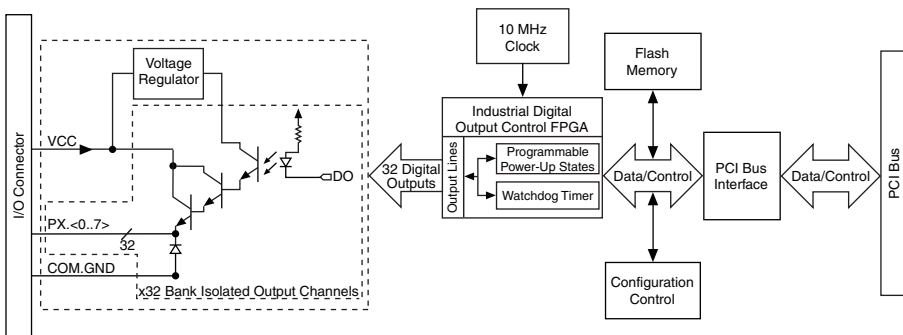 I/O Connector
Voltage
Regulator
VCC
DO
PX.<0..7>
32
COM.GND
x32 Bank Isolated Output Channels
32 Digital
Outputs
10 MHz
Clock
Industrial Digital
Output Control FPGA
Output Lines
Programmable
Power-Up States
Watchdog Timer
Flash
Memory
Data/Control
Configuration
Control
PCI Bus
Interface
Data/Control
PCI Bus